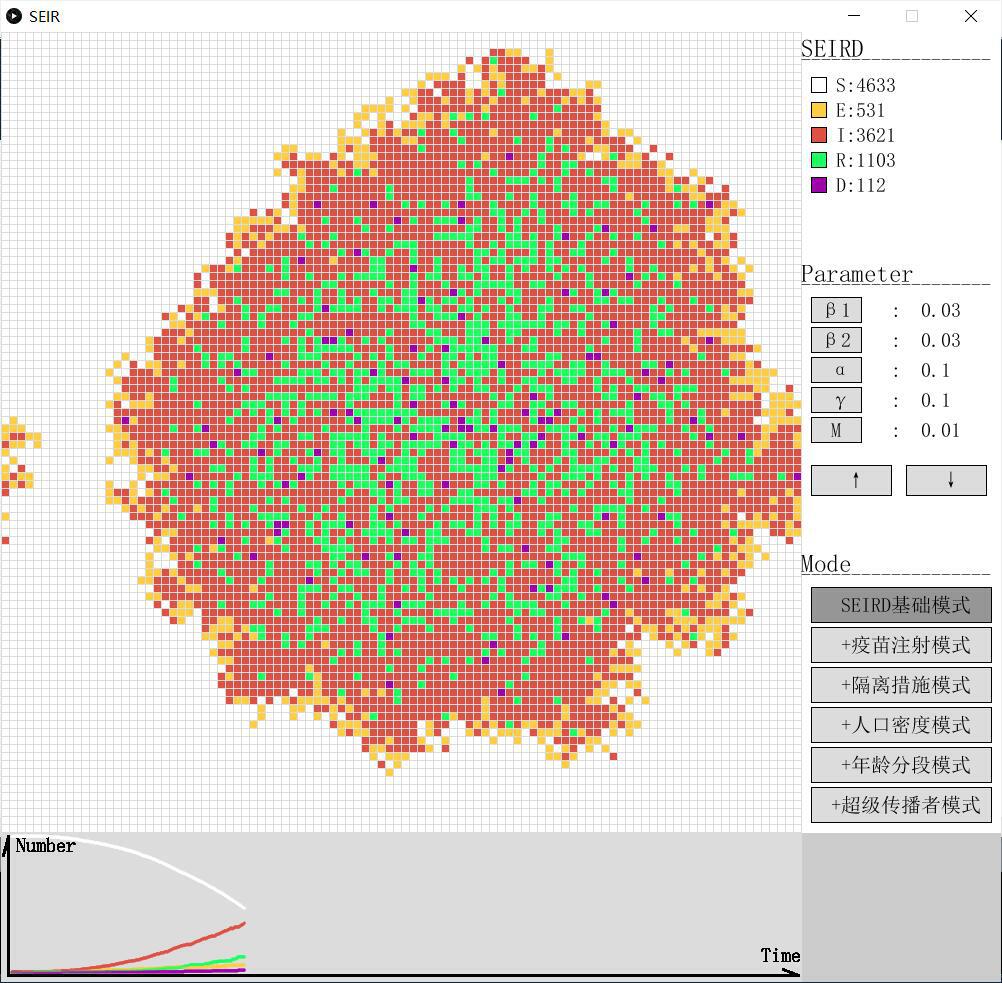 SEIR
SEIRD
S:4633
E:531
I:3621
R:1103
D:112
Parameter
β1 : 0.03
β2 : 0.03
α : 0.1
γ : 0.1
M : 0.01
↑ ↓
Mode
SEIRD基础模式
+疫苗注射模式
+隔离措施模式
+人口密度模式
+年龄分段模式
+超级传播者模式
Number
Time